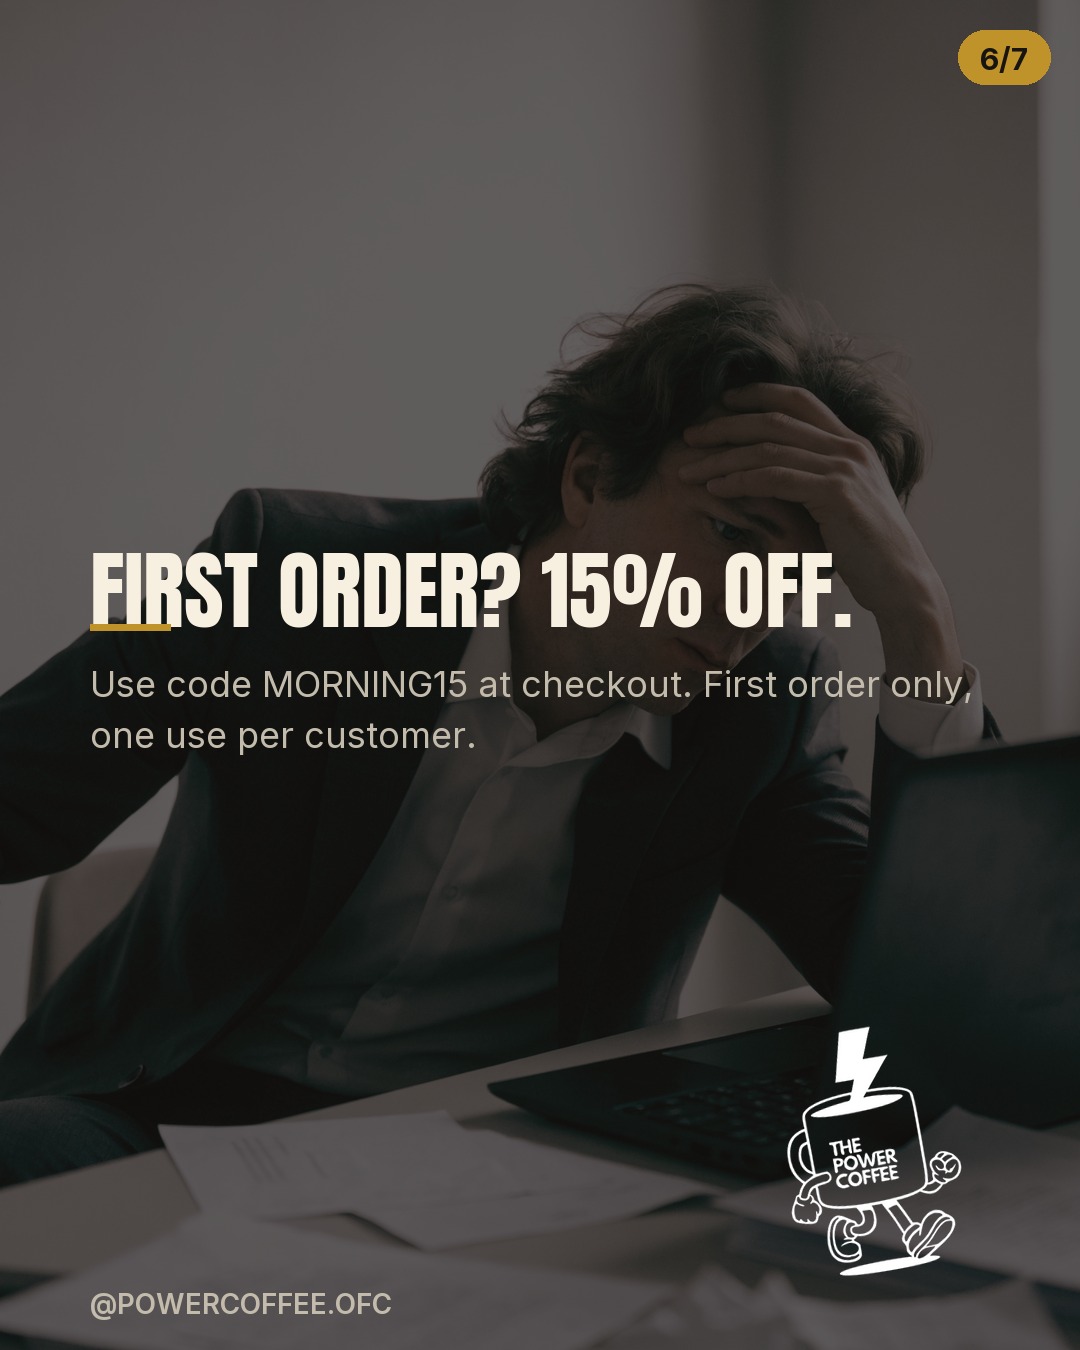 6/7
FIRST ORDER? 15% OFF.
Use code MORNING15 at checkout. First order only,
one use per customer.
THE
POWER
COFFEE
@POWERCOFFEE.OFC